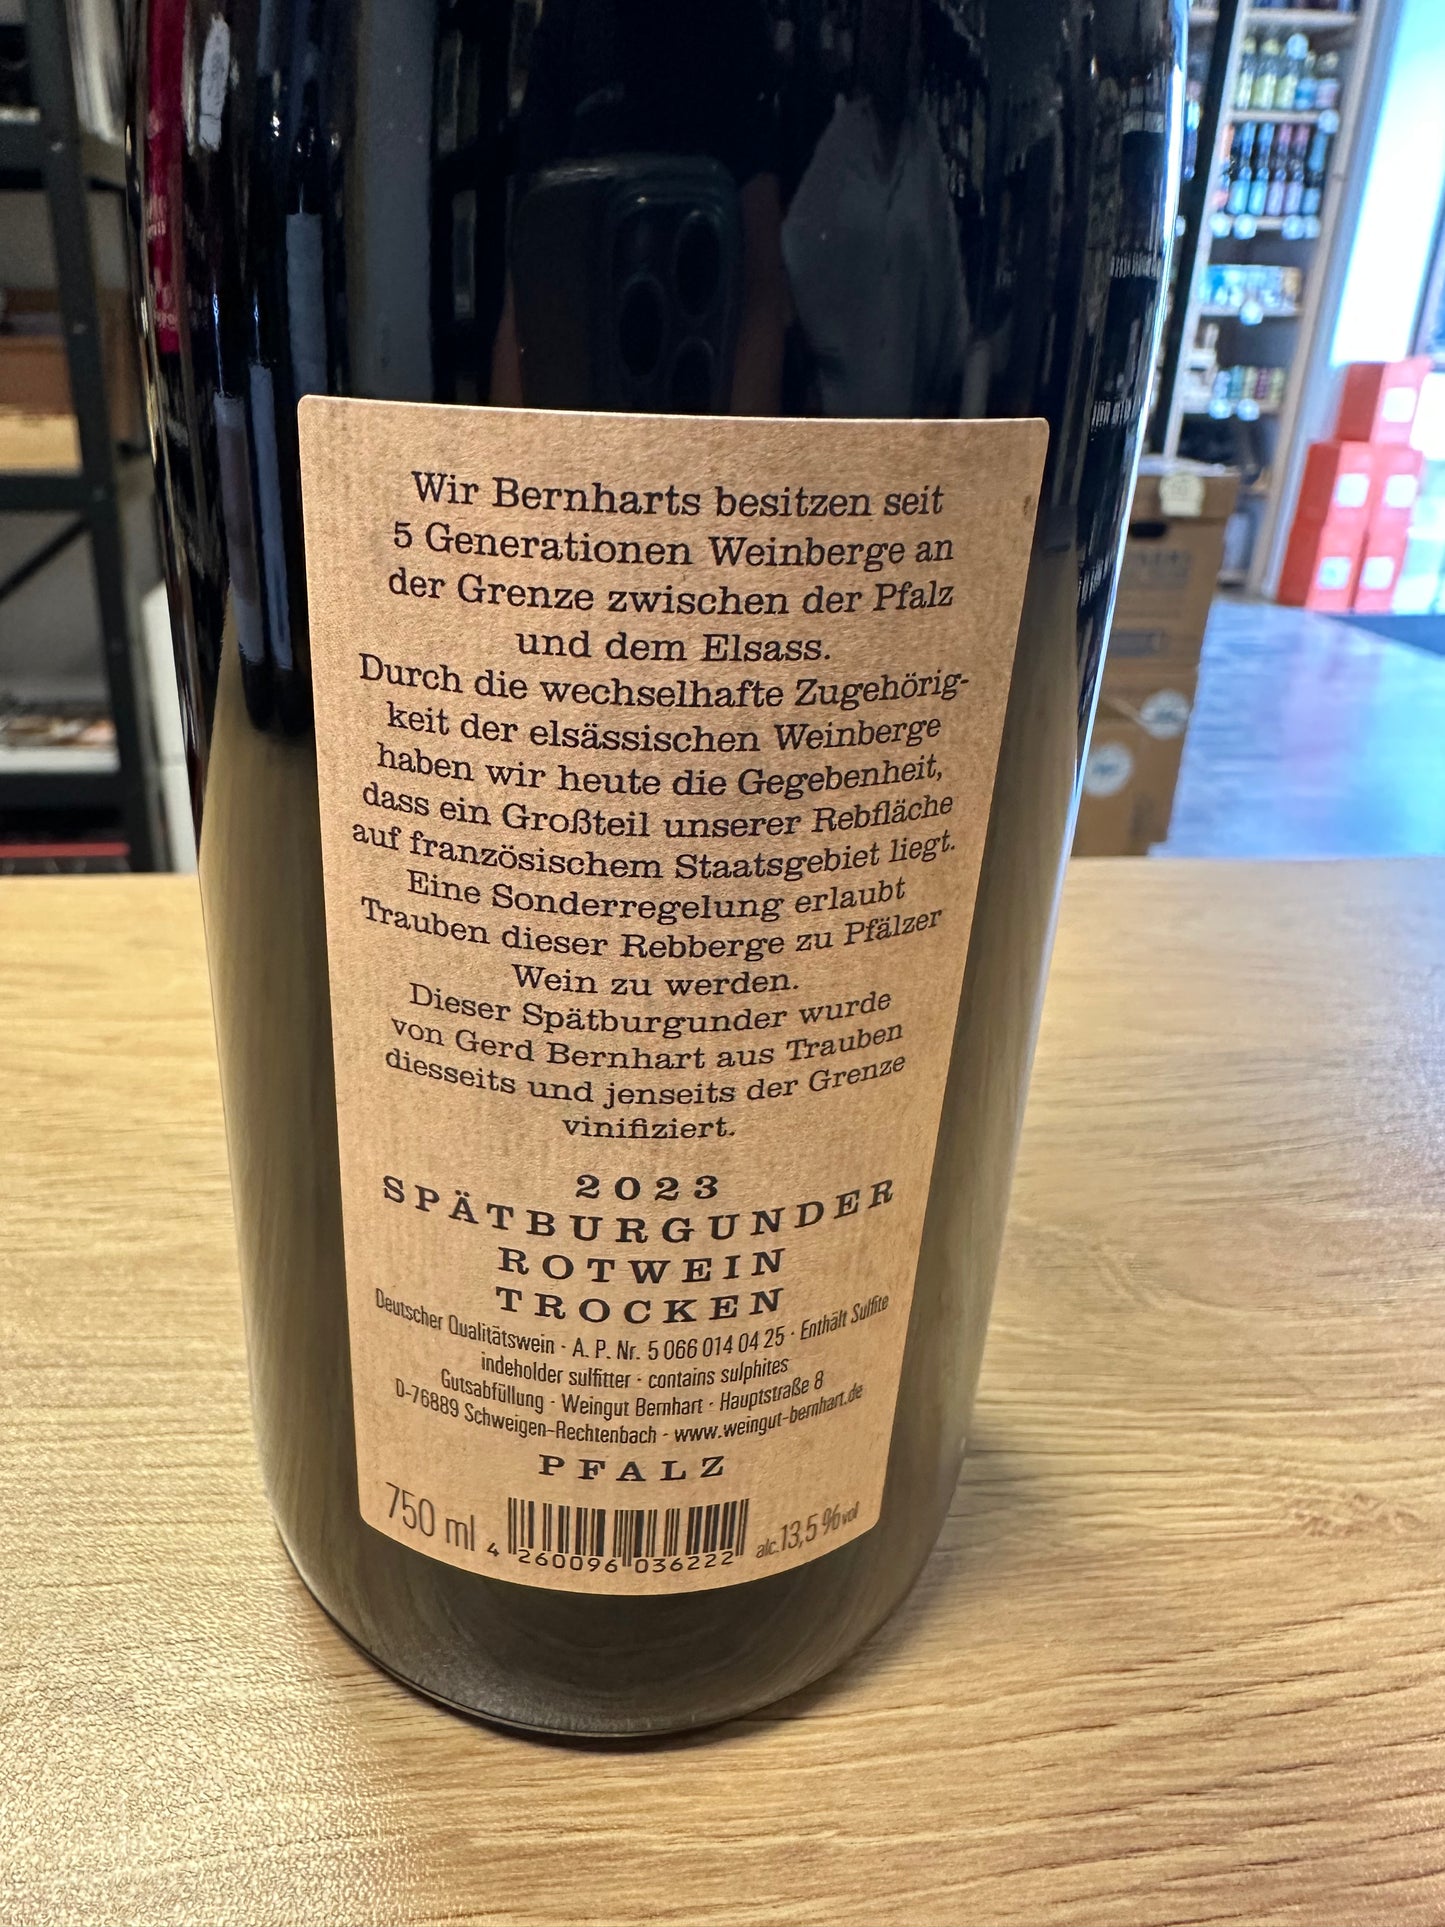 Wir Bernharts besitzen seit
5 Generationen Weinberge an
der Grenze zwischen der Pfalz
und dem Elsass.
Durch die wechselhafte Zugehörig-
keit der elsässischen Weinberge
haben wir heute die Gegebenheit,
dass ein Großteil unserer Rebfläche
auf französischem Staatsgebiet liegt.
Eine Sonderregelung erlaubt
Trauben dieser Rebberge zu Pfälzer
Wein zu werden.
Dieser Spätburgunder wurde
von Gerd Bernhart aus Trauben
diesseits und jenseits der Grenze
vinifiziert.
2023
SPÄTBURGUNDER
ROTWEIN
TROCKEN
Deutscher Qualitätswein · A. P. Nr. 5 066 014 04 25 · Enthält Sulfite
indeholder sulfitter · contains sulphites
Gutsabfüllung · Weingut Bernhart · Hauptstraße 8
D-76889 Schweigen-Rechtenbach · www.weingut-bernhart.de
PFALZ
750 ml 4 260096 036222 alc. 13,5 % vol